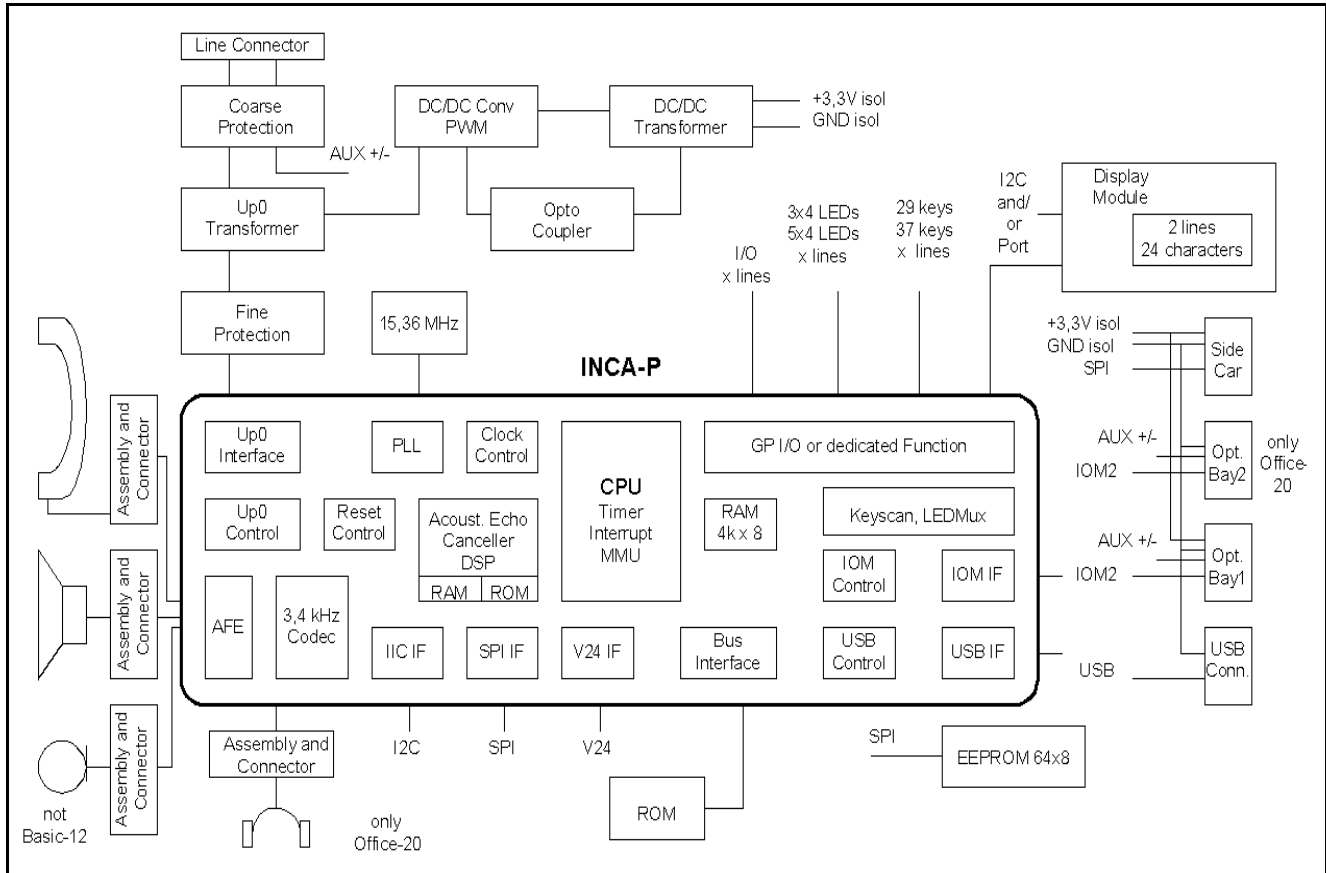 Line Connector
Coarse
Protection
AUX +/-
DC/DC Conv
PWM
DC/DC
Transformer
+3,3V isol
GND isol
Up0
Transformer
Opto
Coupler
I/O
x lines
3x4 LEDs
5x4 LEDs
x lines
29 keys
37 keys
x lines
I2C
and/
or
Port
Display
Module
2 lines
24 characters
Fine
Protection
15,36 MHz
INCA-P
+3,3V isol
GND isol
SPI
Side
Car
AUX +/-
IOM2
Opt.
Bay2
only
Office-
20
AUX +/-
IOM2
Opt.
Bay1
USB
USB
Conn.
Assembly and
Connector
Assembly and
Connector
Assembly and
Connector
not
Basic-12
Up0
Interface
PLL
Clock
Control
CPU
Timer
Interrupt
MMU
GP I/O or dedicated Function
Up0
Control
Reset
Control
Acoust. Echo
Canceller
DSP
RAM
ROM
RAM
4k x 8
Keyscan, LEDMux
IOM
Control
IOM IF
AFE
3,4 kHz
Codec
IIC IF
SPI IF
V24 IF
Bus
Interface
USB
Control
USB IF
Assembly and
Connector
only
Office-20
I2C
SPI
V24
ROM
SPI
EEPROM 64x8